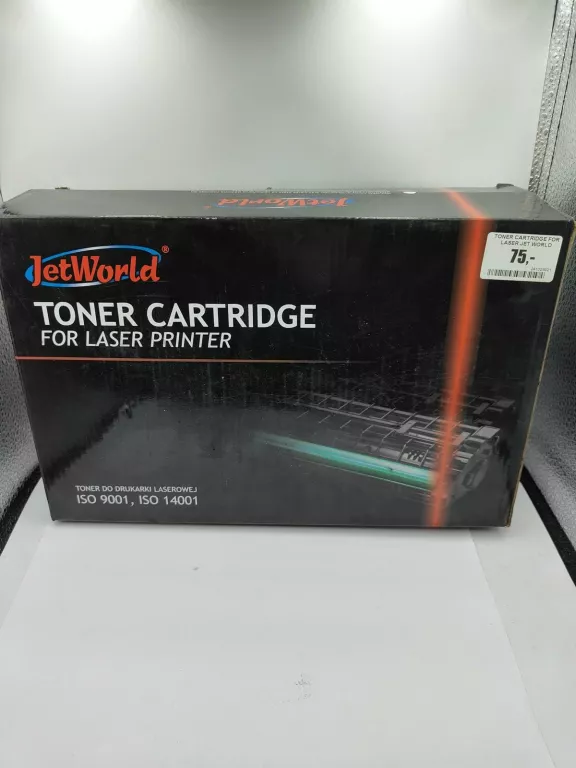 JetWorld
JetWorld®
TONER CARTRIDGE
FOR LASER PRINTER
TONER CARTRIDGE FOR
LASER JET WORLD
75,-
TONER DO DRUKARKI LASEROWEJ
ISO 9001, ISO 14001